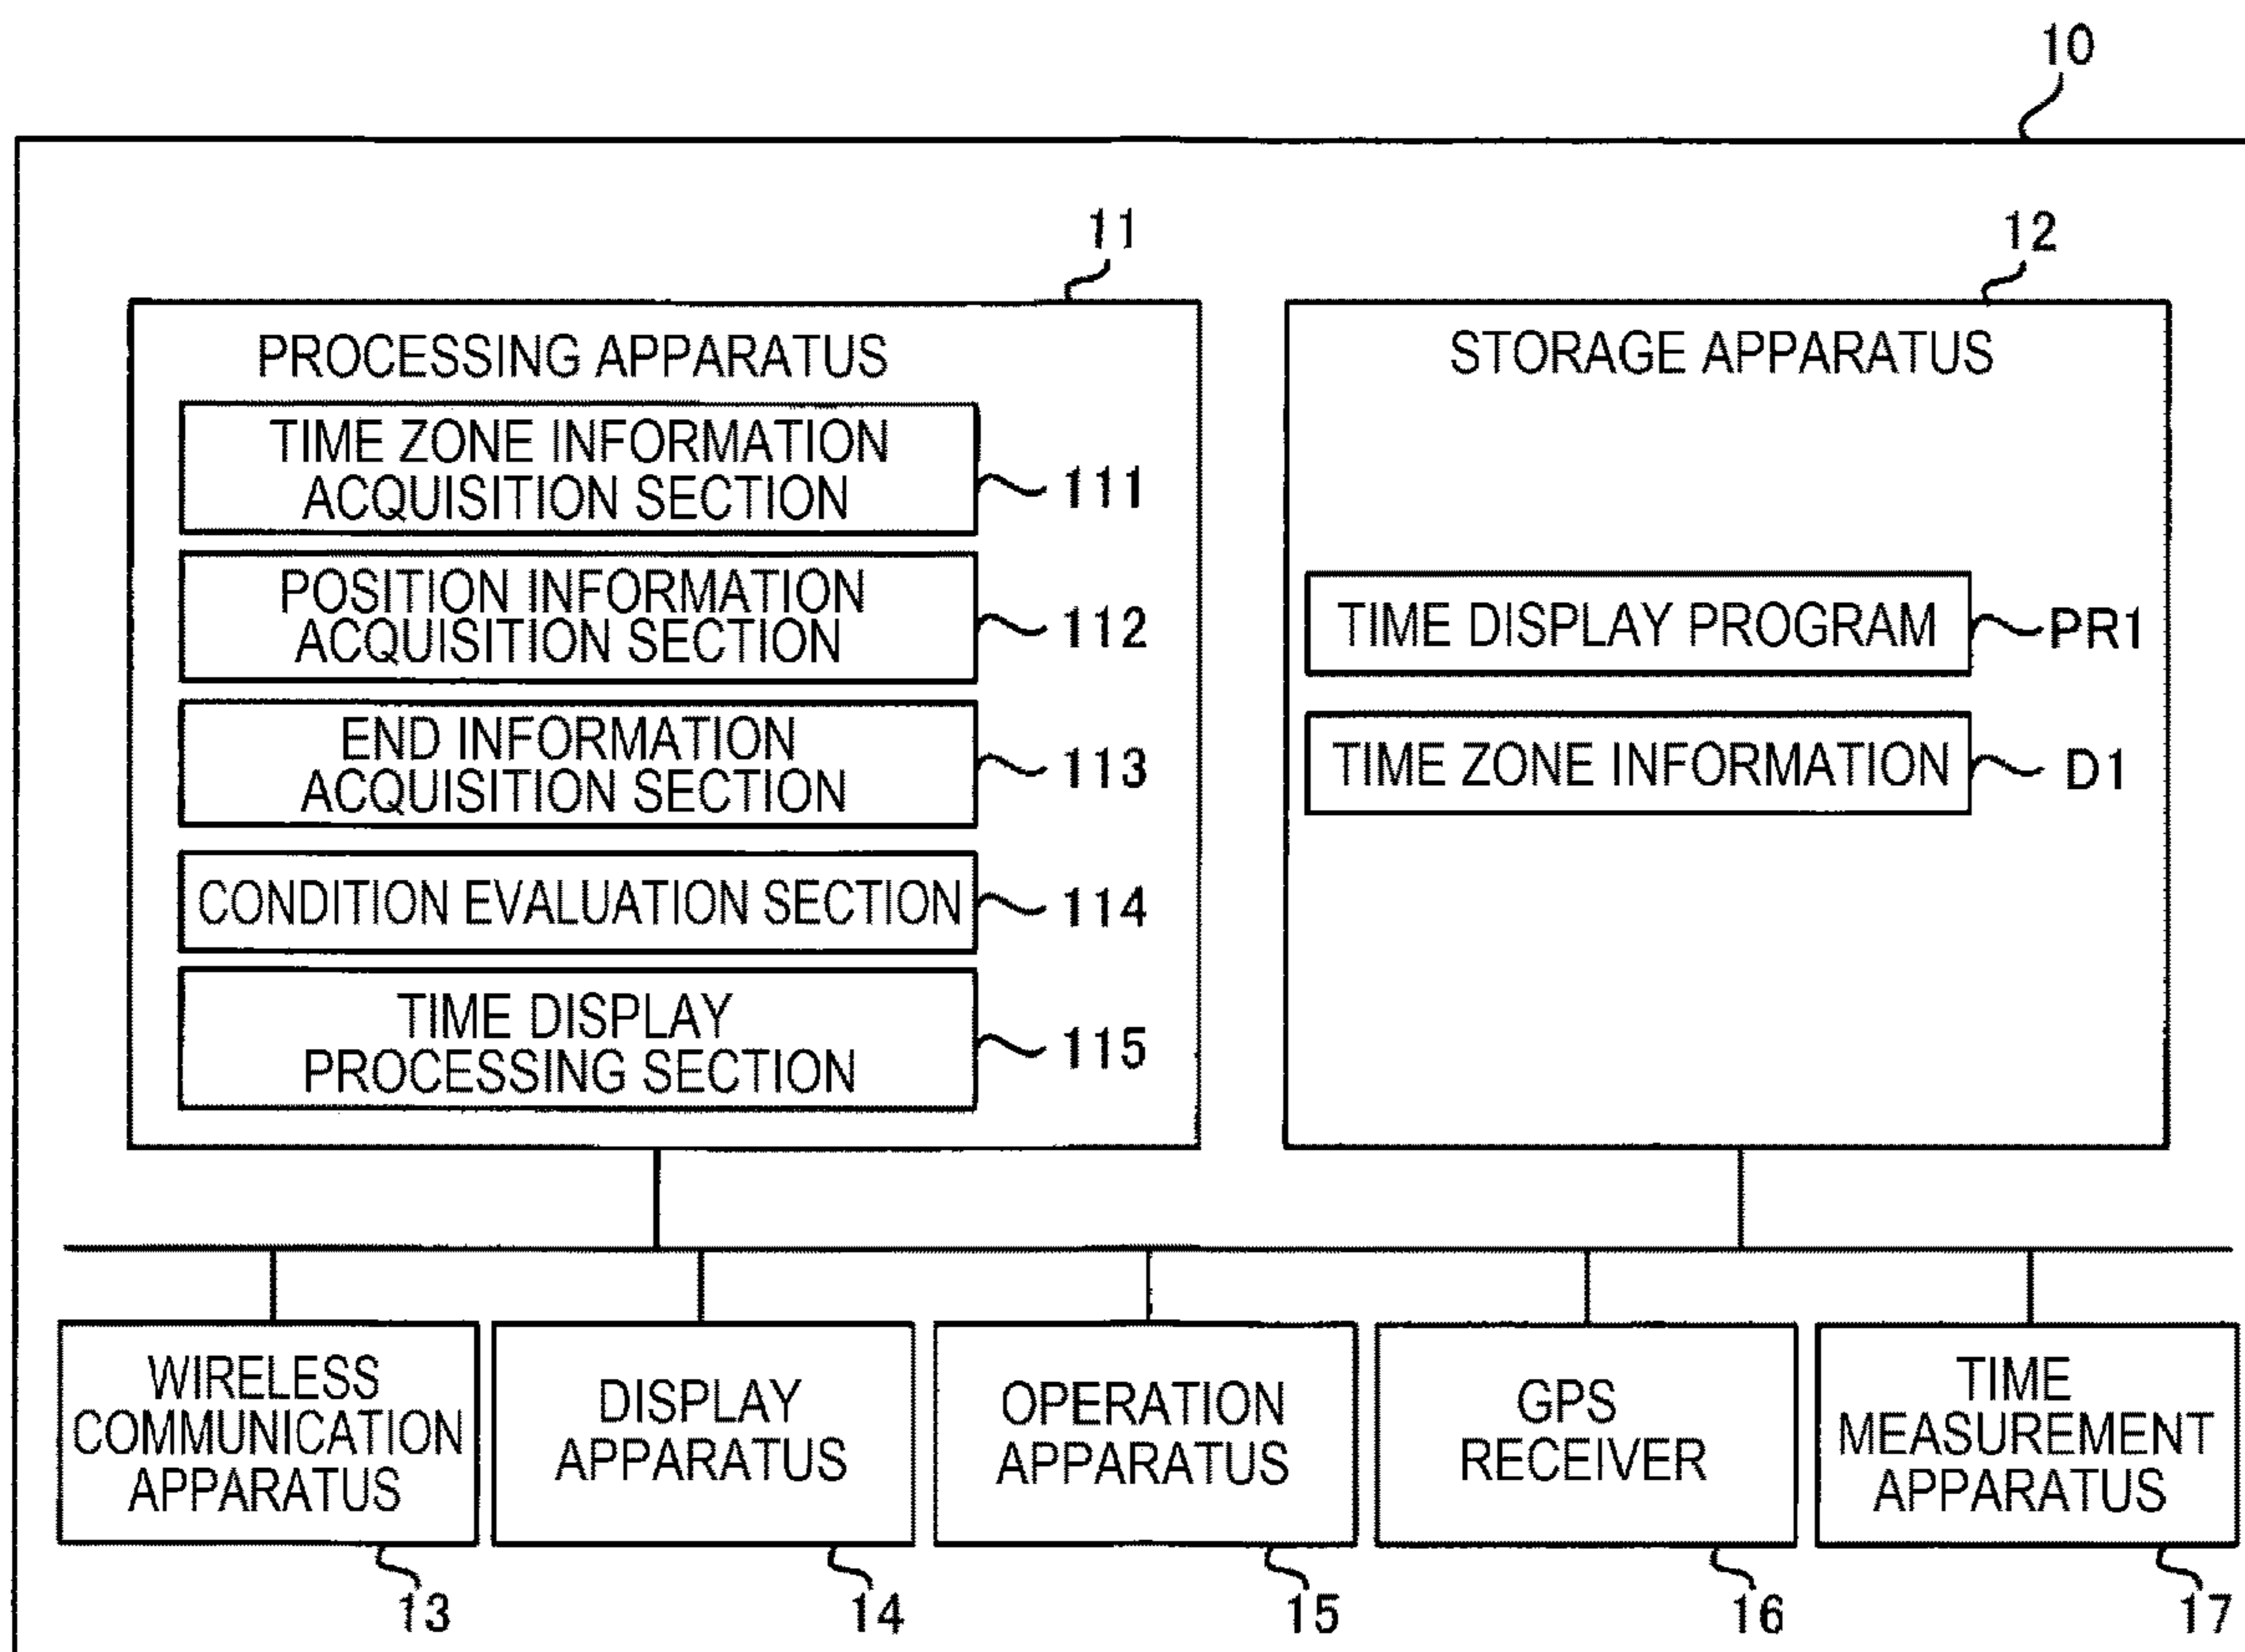 10
11
12
PROCESSING APPARATUS
TIME ZONE INFORMATION
ACQUISITION SECTION
111
POSITION INFORMATION
ACQUISITION SECTION
112
END INFORMATION
ACQUISITION SECTION
113
CONDITION EVALUATION SECTION
114
TIME DISPLAY
PROCESSING SECTION
115
STORAGE APPARATUS
TIME DISPLAY PROGRAM
PR1
TIME ZONE INFORMATION
D1
WIRELESS
COMMUNICATION
APPARATUS
13
DISPLAY
APPARATUS
14
OPERATION
APPARATUS
15
GPS
RECEIVER
16
TIME
MEASUREMENT
APPARATUS
17